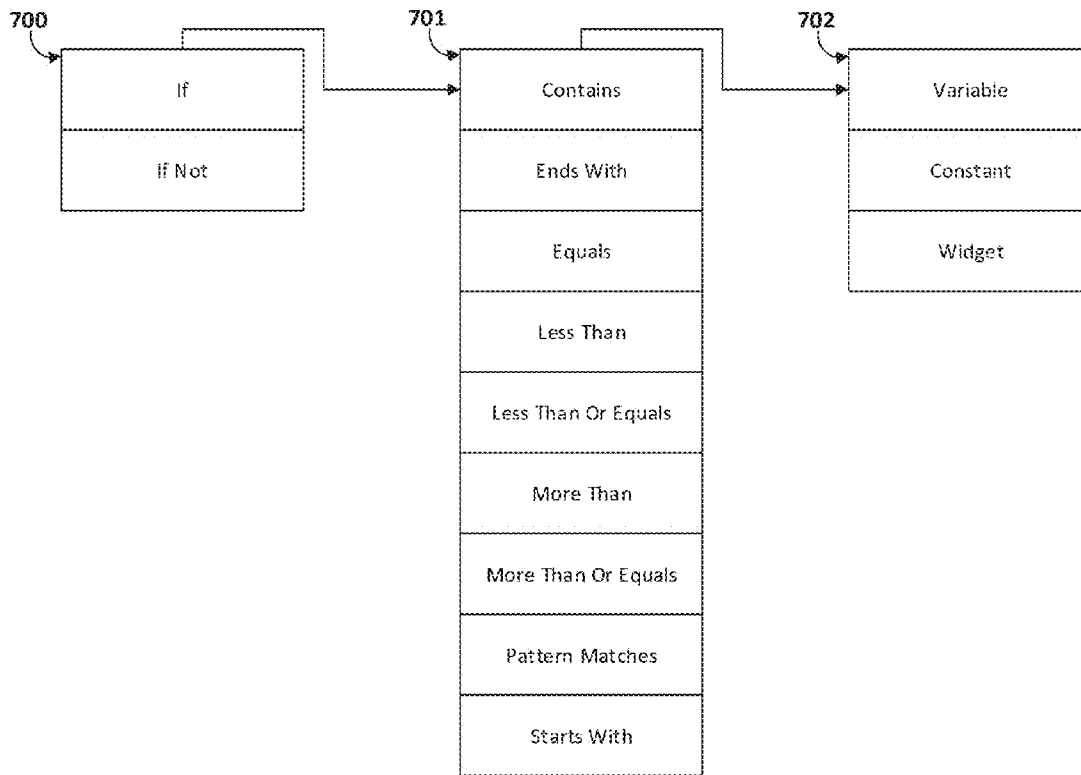 700
If
If Not
701
Contains
Ends With
Equals
Less Than
Less Than Or Equals
More Than
More Than Or Equals
Pattern Matches
Starts With
702
Variable
Constant
Widget